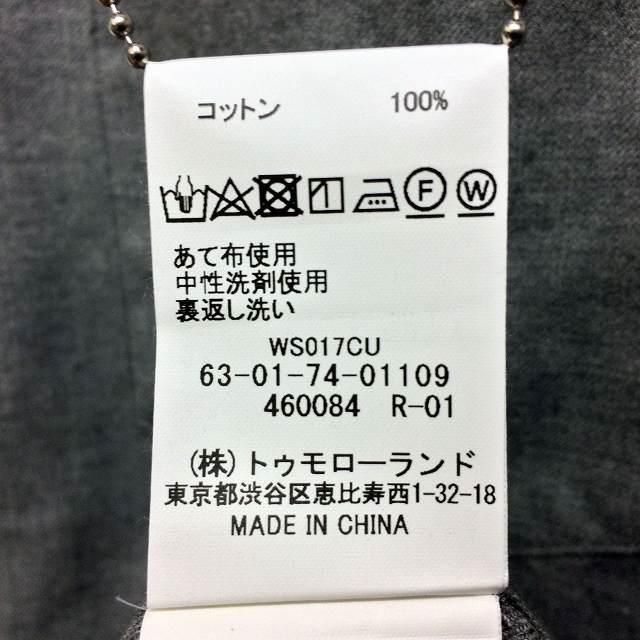 コットン 100%
F W
あて布使用
中性洗剤使用
裏返し洗い
WS017CU
63-01-74-01109
460084 R-01
(株)トゥモローランド
東京都渋谷区恵比寿西1-32-18
MADE IN CHINA